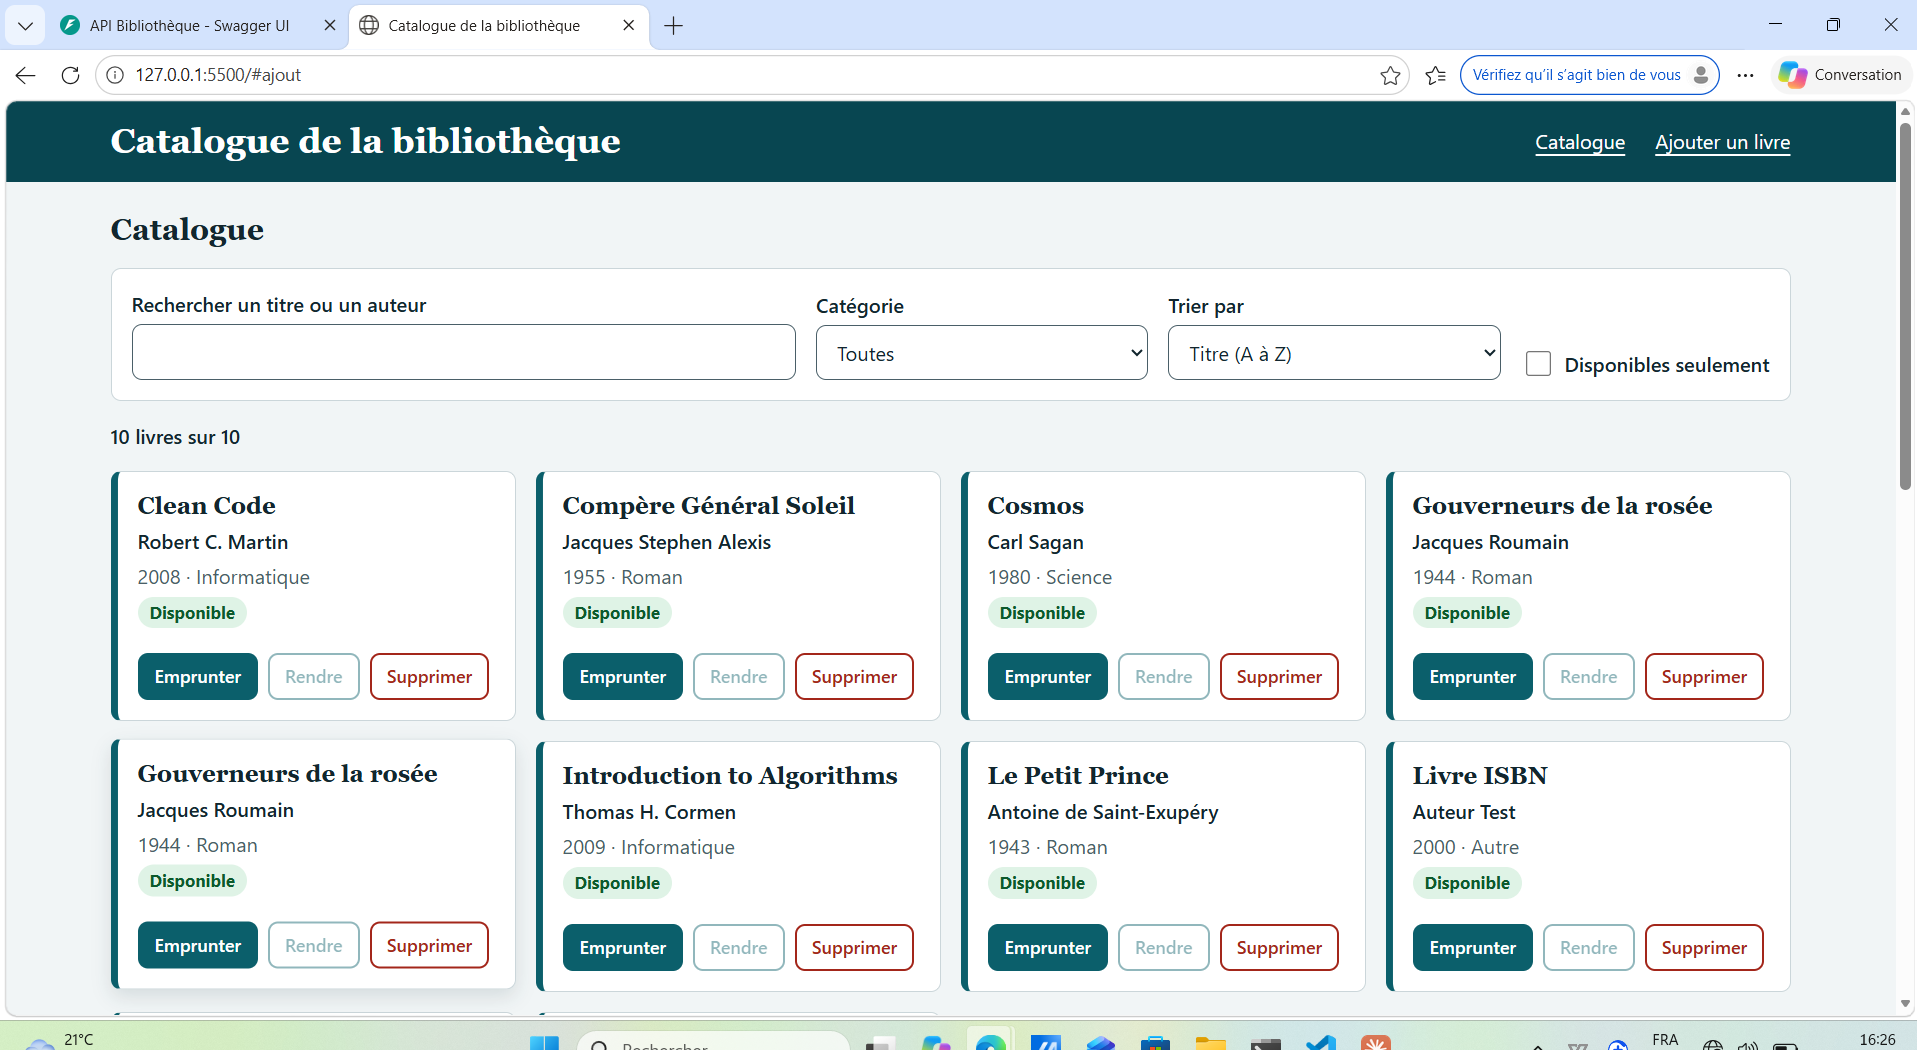 API Bibliothèque - Swagger UI
Catalogue de la bibliothèque
127.0.0.1:5500/#ajout
Vérifiez qu'il s'agit bien de vous
Conversation
Catalogue de la bibliothèque
Catalogue
Ajouter un livre
Catalogue
Rechercher un titre ou un auteur
Catégorie
Toutes
Trier par
Titre (A à Z)
Disponibles seulement
10 livres sur 10
Clean Code
Robert C. Martin
2008 · Informatique
Disponible
Emprunter
Rendre
Supprimer
Compère Général Soleil
Jacques Stephen Alexis
1955 · Roman
Disponible
Emprunter
Rendre
Supprimer
Cosmos
Carl Sagan
1980 · Science
Disponible
Emprunter
Rendre
Supprimer
Gouverneurs de la rosée
Jacques Roumain
1944 · Roman
Disponible
Emprunter
Rendre
Supprimer
Gouverneurs de la rosée
Jacques Roumain
1944 · Roman
Disponible
Emprunter
Rendre
Supprimer
Introduction to Algorithms
Thomas H. Cormen
2009 · Informatique
Disponible
Emprunter
Rendre
Supprimer
Le Petit Prince
Antoine de Saint-Exupéry
1943 · Roman
Disponible
Emprunter
Rendre
Supprimer
Livre ISBN
Auteur Test
2000 · Autre
Disponible
Emprunter
Rendre
Supprimer
21°C
Rechercher
FRA
16:26